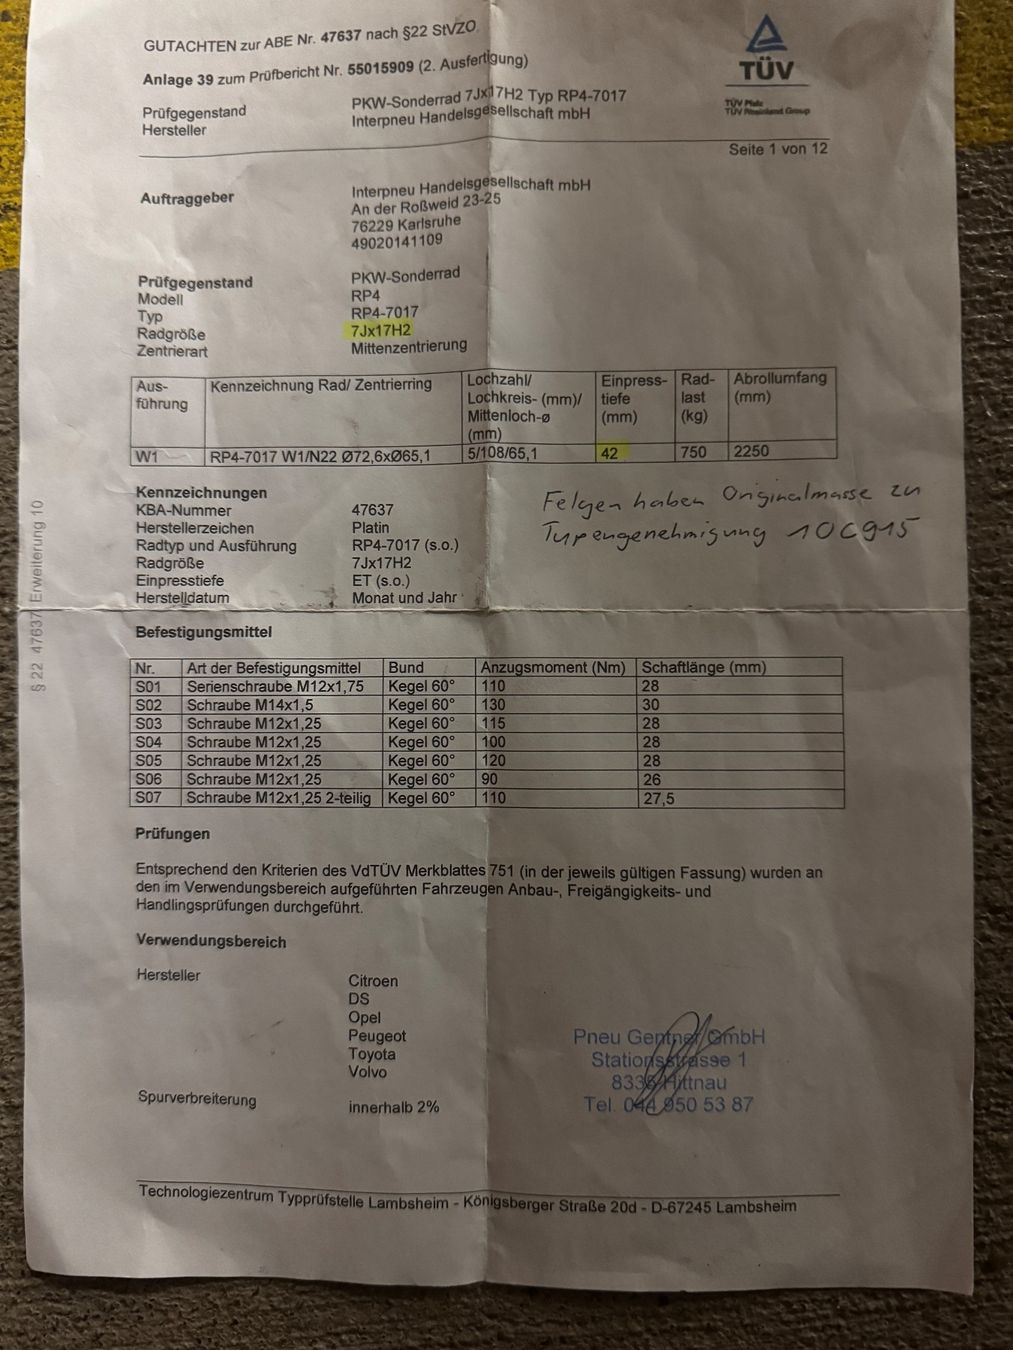 GUTACHTEN zur ABE Nr. 47637 nach §22 StVZO
Anlage 39 zum Prüfbericht Nr. 55015909 (2. Ausfertigung)
Prüfgegenstand PKW-Sonderrad 7Jx17H2 Typ RP4-7017
Hersteller Interpneu Handelsgesellschaft mbH
TÜV
TÜV Pfalz
TÜV Rheinland Group
Seite 1 von 12
Auftraggeber Interpneu Handelsgesellschaft mbH
An der Roßweid 23-25
76229 Karlsruhe
49020141109
Prüfgegenstand PKW-Sonderrad
Modell RP4
Typ RP4-7017
Radgröße 7Jx17H2
Zentrierart Mittenzentrierung
Aus-führung Kennzeichnung Rad/ Zentrierring Lochzahl/ Lochkreis- (mm)/ Mittenloch-ø (mm) Einpress-tiefe (mm) Rad-last (kg) Abrollumfang (mm)
W1 RP4-7017 W1/N22 Ø72,6xØ65,1 5/108/65,1 42 750 2250
Kennzeichnungen
KBA-Nummer 47637
Herstellerzeichen Platin
Radtyp und Ausführung RP4-7017 (s.o.)
Radgröße 7Jx17H2
Einpresstiefe ET (s.o.)
Herstelldatum Monat und Jahr
Felgen haben Originalmasse zu
Typengenehmigung 10C915
§ 22 47637 Erweiterung 10
Befestigungsmittel
Nr. Art der Befestigungsmittel Bund Anzugsmoment (Nm) Schaftlänge (mm)
S01 Serienschraube M12x1,75 Kegel 60° 110 28
S02 Schraube M14x1,5 Kegel 60° 130 30
S03 Schraube M12x1,25 Kegel 60° 115 28
S04 Schraube M12x1,25 Kegel 60° 100 28
S05 Schraube M12x1,25 Kegel 60° 120 28
S06 Schraube M12x1,25 Kegel 60° 90 26
S07 Schraube M12x1,25 2-teilig Kegel 60° 110 27,5
Prüfungen
Entsprechend den Kriterien des VdTÜV Merkblattes 751 (in der jeweils gültigen Fassung) wurden an
den im Verwendungsbereich aufgeführten Fahrzeugen Anbau-, Freigängigkeits- und
Handlingsprüfungen durchgeführt.
Verwendungsbereich
Hersteller Citroen
DS
Opel
Peugeot
Toyota
Volvo
Spurverbreiterung innerhalb 2%
Pneu Gentner GmbH
Stationsstrasse 1
8335 Hittnau
Tel. 044 950 53 87
Technologiezentrum Typprüfstelle Lambsheim - Königsberger Straße 20d - D-67245 Lambsheim